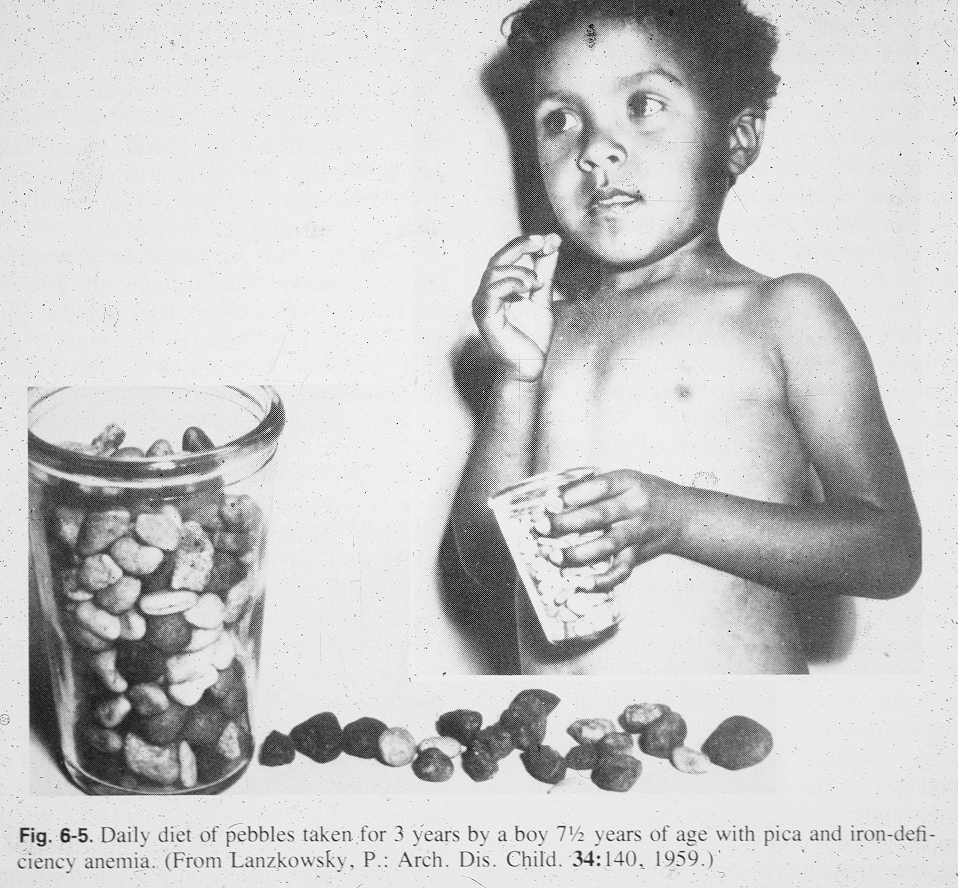 Fig. 6-5. Daily diet of pebbles taken for 3 years by a boy 7½ years of age with pica and iron-defi-
ciency anemia. (From Lanzkowsky, P.: Arch. Dis. Child. 34:140, 1959.)